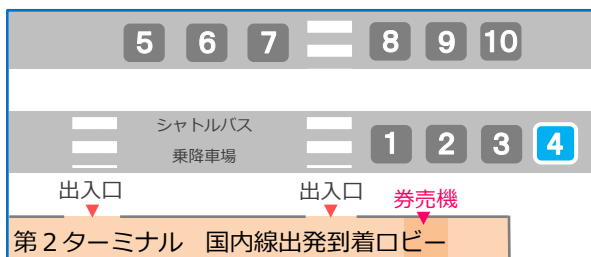 5 6 7 8 9 10
シャトルバス
乗降車場
1 2 3 4
出入口 出入口 券売機
第2ターミナル 国内線出発到着ロビー